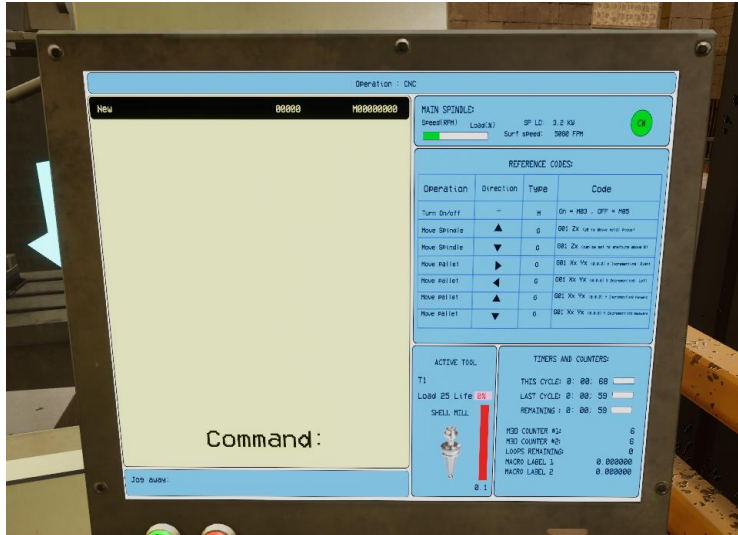 Operation : CNC
New 00000 M00000000
Command:
Jog away:
MAIN SPINDLE:
Speed(RPM) Load(%) SP LD: 3.2 KW
Surf speed: 5000 FPM
CW
REFERENCE CODES:
Operation Direction Type Code
Turn On/off - M On = M03 , OFF = M05
Move Spindle ▲ G G01 Zx
Move Spindle ▼ G G01 Zx
Move pallet ▶ G G01 Xx Yx
Move pallet ◀ G G01 Xx Yx
Move pallet ▲ G G01 Xx Yx
Move pallet ▼ G G01 Xx Yx
ACTIVE TOOL
T1
Load 25 Life 0%
SHELL MILL
0.1
TIMERS AND COUNTERS:
THIS CYCLE: 0: 00: 60
LAST CYCLE: 0: 00: 59
REMAINING : 0: 00: 59
M30 COUNTER #1: 6
M30 COUNTER #2: 6
LOOPS REMAINING: 0
MACRO LABEL 1 0.000000
MACRO LABEL 2 0.000000